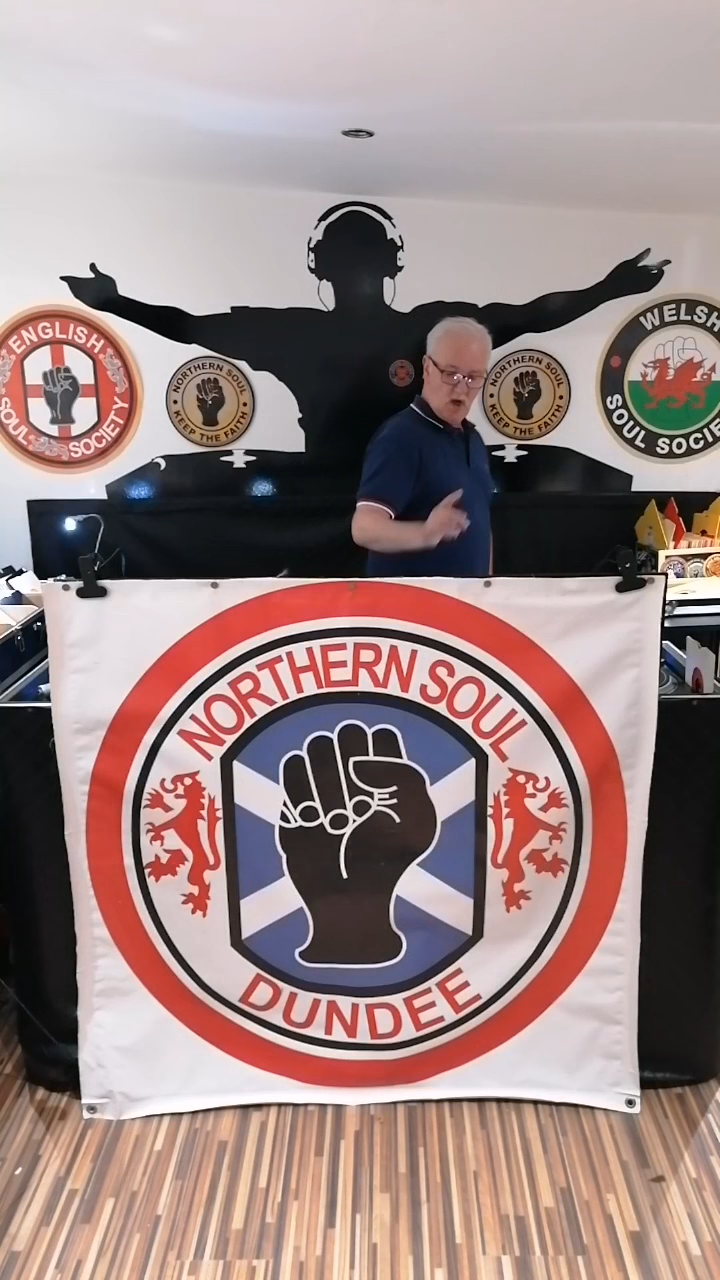 ENGLISH
SOUL SOCIETY
NORTHERN SOUL
KEEP THE FAITH
NORTHERN SOUL
KEEP THE FAITH
WELSH
SOUL SOCIE
NORTHERN SOUL
DUNDEE